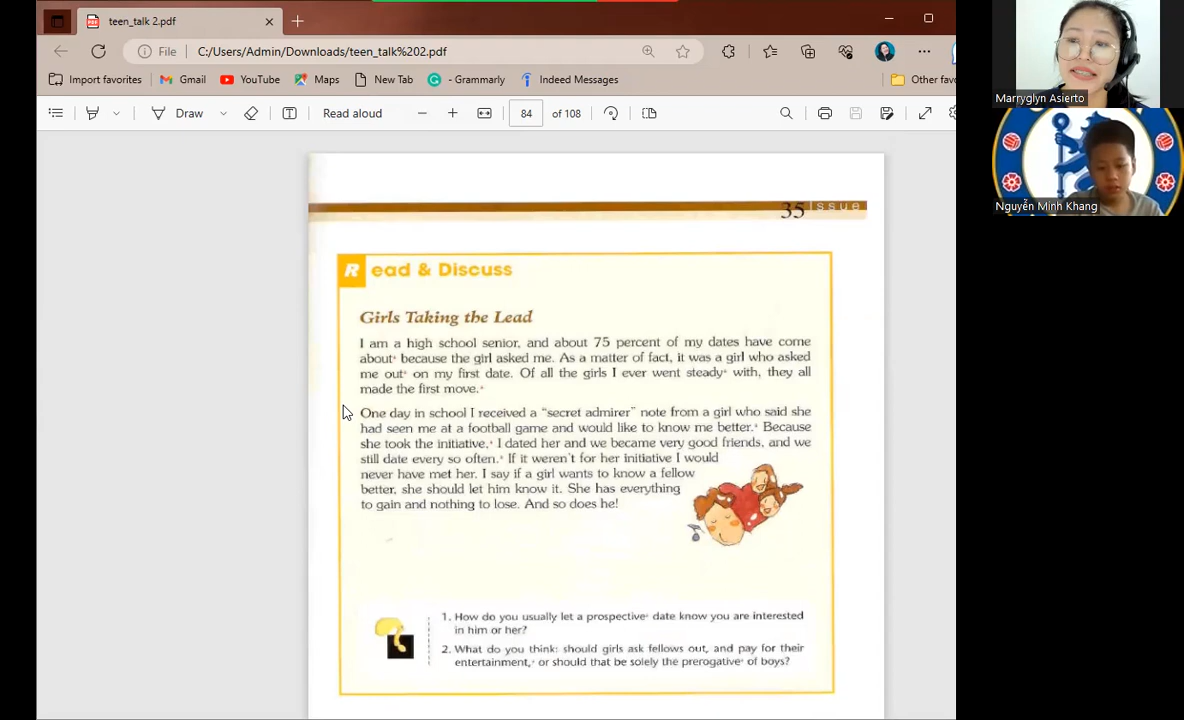 teen_talk 2.pdf
File
C:/Users/Admin/Downloads/teen_talk%202.pdf
Import favorites
Gmail
YouTube
Maps
New Tab
- Grammarly
Indeed Messages
Other fav
Draw
Read aloud
84
of 108
Marryglyn Asierto
Nguyễn Minh Khang
35 Issue
Read & Discuss
Girls Taking the Lead
I am a high school senior, and about 75 percent of my dates have come
about* because the girl asked me. As a matter of fact, it was a girl who asked
me out* on my first date. Of all the girls I ever went steady* with, they all
made the first move.*
One day in school I received a "secret admirer" note from a girl who said she
had seen me at a football game and would like to know me better.* Because
she took the initiative,* I dated her and we became very good friends, and we
still date every so often.* If it weren't for her initiative I would
never have met her. I say if a girl wants to know a fellow
better, she should let him know it. She has everything
to gain and nothing to lose. And so does he!
1. How do you usually let a prospective* date know you are interested
in him or her?
2. What do you think: should girls ask fellows out, and pay for their
entertainment,* or should that be solely the prerogative* of boys?